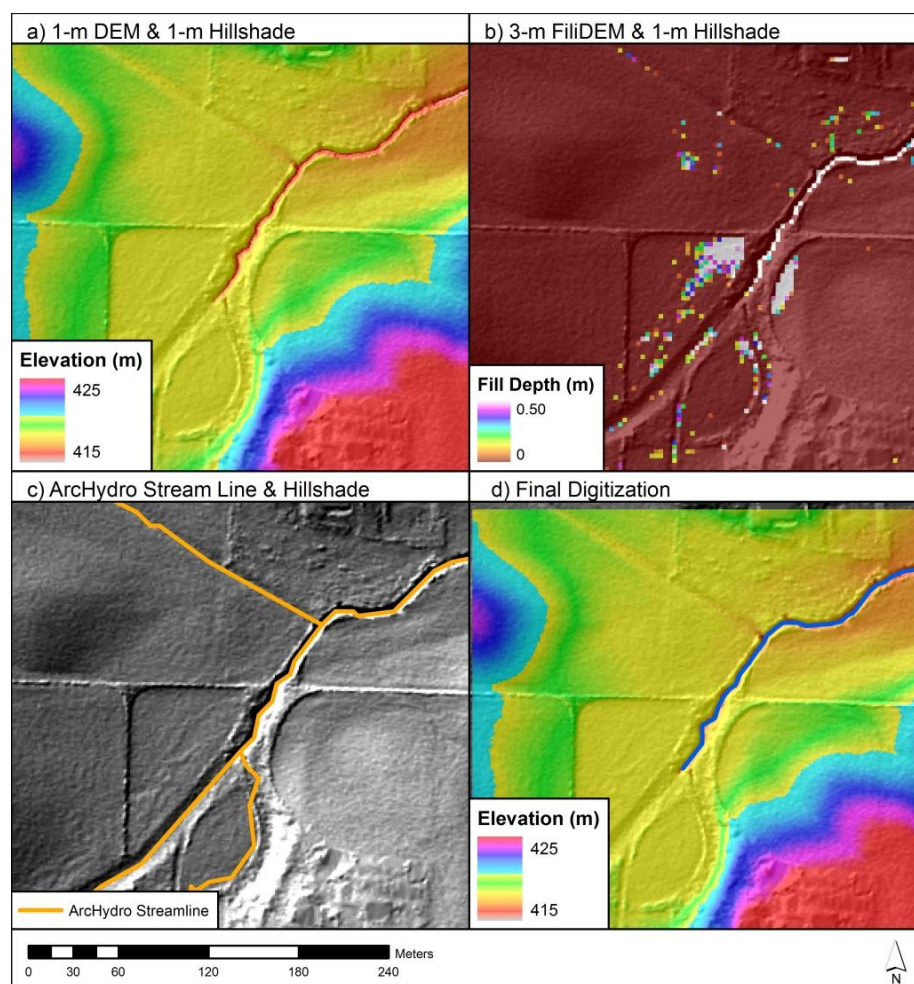 a) 1-m DEM & 1-m Hillshade
b) 3-m FillDEM & 1-m Hillshade
Elevation (m)
425
415
Fill Depth (m)
0.50
0
c) ArcHydro Stream Line & Hillshade
d) Final Digitization
ArcHydro Streamline
Elevation (m)
425
415
Meters
0 30 60 120 180 240
N